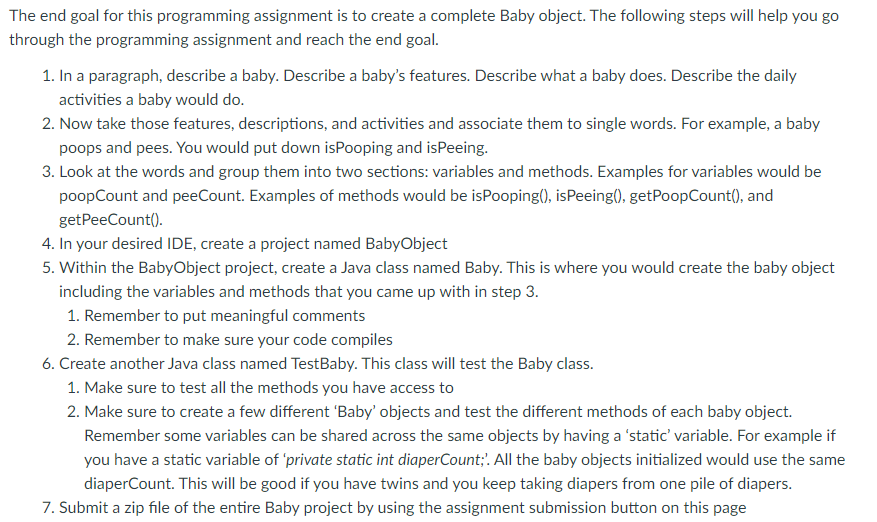 The end goal for this programming assignment is to create a complete Baby object. The following steps will help you go
through the programming assignment and reach the end goal.
1. In a paragraph, describe a baby. Describe a baby's features. Describe what a baby does. Describe the daily
activities a baby would do.
2. Now take those features, descriptions, and activities and associate them to single words. For example, a baby
poops and pees. You would put down isPooping and isPeeing.
3. Look at the words and group them into two sections: variables and methods. Examples for variables would be
poopCount and peeCount. Examples of methods would be isPooping(), isPeeing(), getPoopCount(), and
getPeeCount().
4. In your desired IDE, create a project named BabyObject
5. Within the BabyObject project, create a Java class named Baby. This is where you would create the baby object
including the variables and methods that you came up with in step 3.
1. Remember to put meaningful comments
2. Remember to make sure your code compiles
6. Create another Java class named TestBaby. This class will test the Baby class.
1. Make sure to test all the methods you have access to
2. Make sure to create a few different 'Baby' objects and test the different methods of each baby object.
Remember some variables can be shared across the same objects by having a 'static' variable. For example if
you have a static variable of 'private static int diaperCount;'. All the baby objects initialized would use the same
diaperCount. This will be good if you have twins and you keep taking diapers from one pile of diapers.
7. Submit a zip file of the entire Baby project by using the assignment submission button on this page